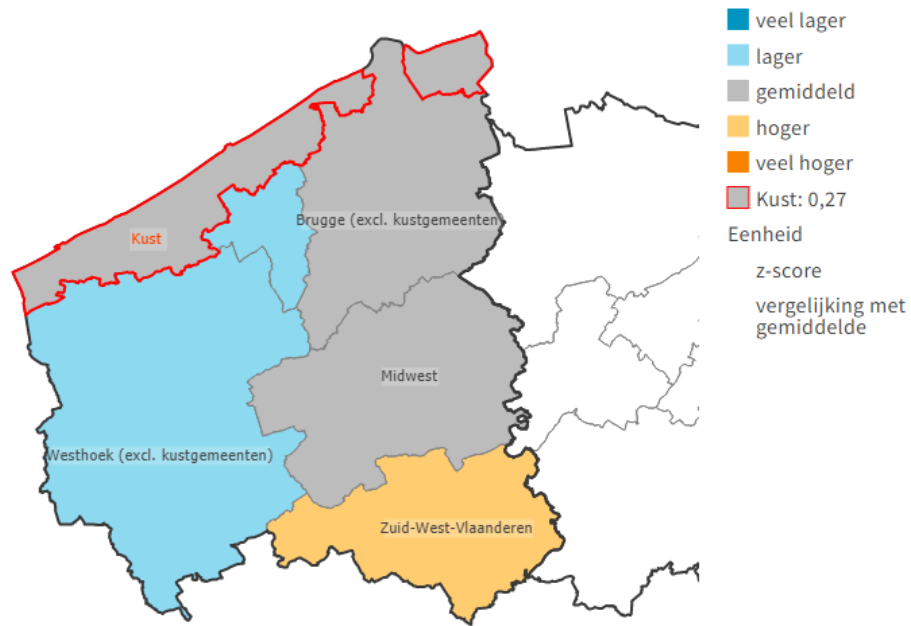 veel lager
lager
gemiddeld
hoger
veel hoger
Kust: 0,27
Eenheid
z-score
vergelijking met
gemiddelde
Brugge (excl. kustgemeenten)
Kust
Midwest
Westhoek (excl. kustgemeenten)
Zuid-West-Vlaanderen